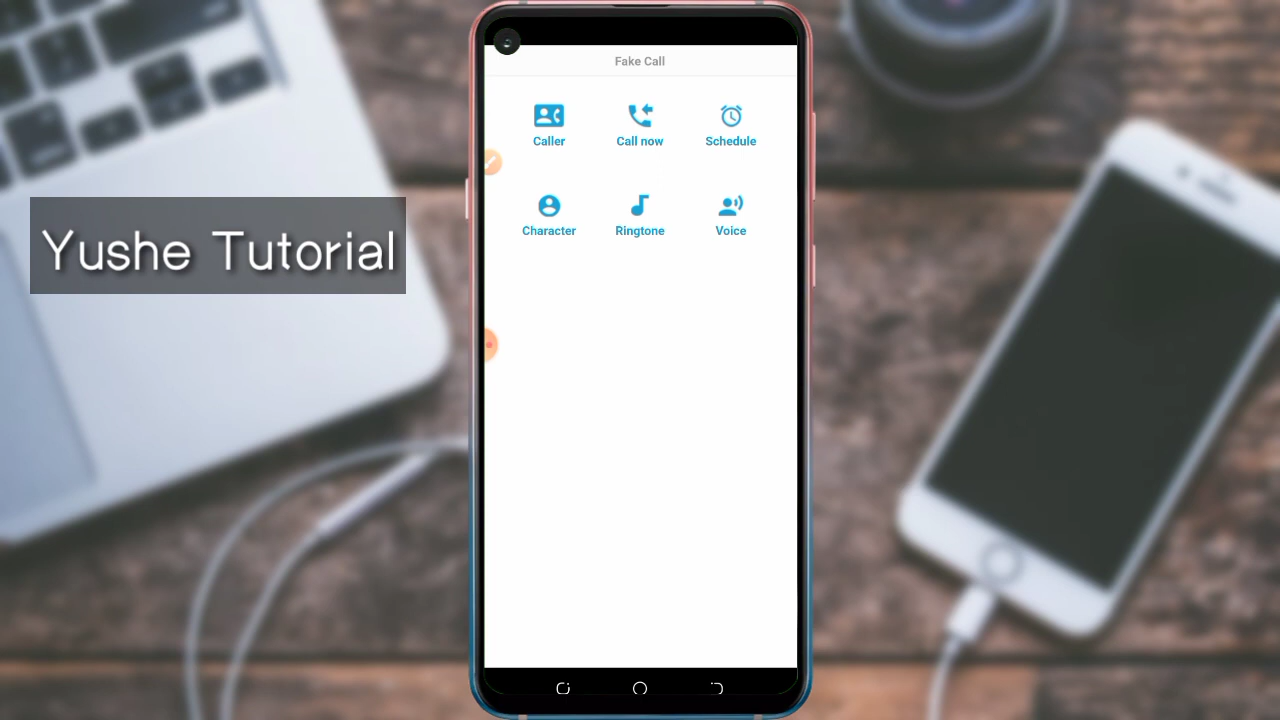 Fake Call
Caller
Call now
Schedule
Yushe Tutorial
Character
Ringtone
Voice